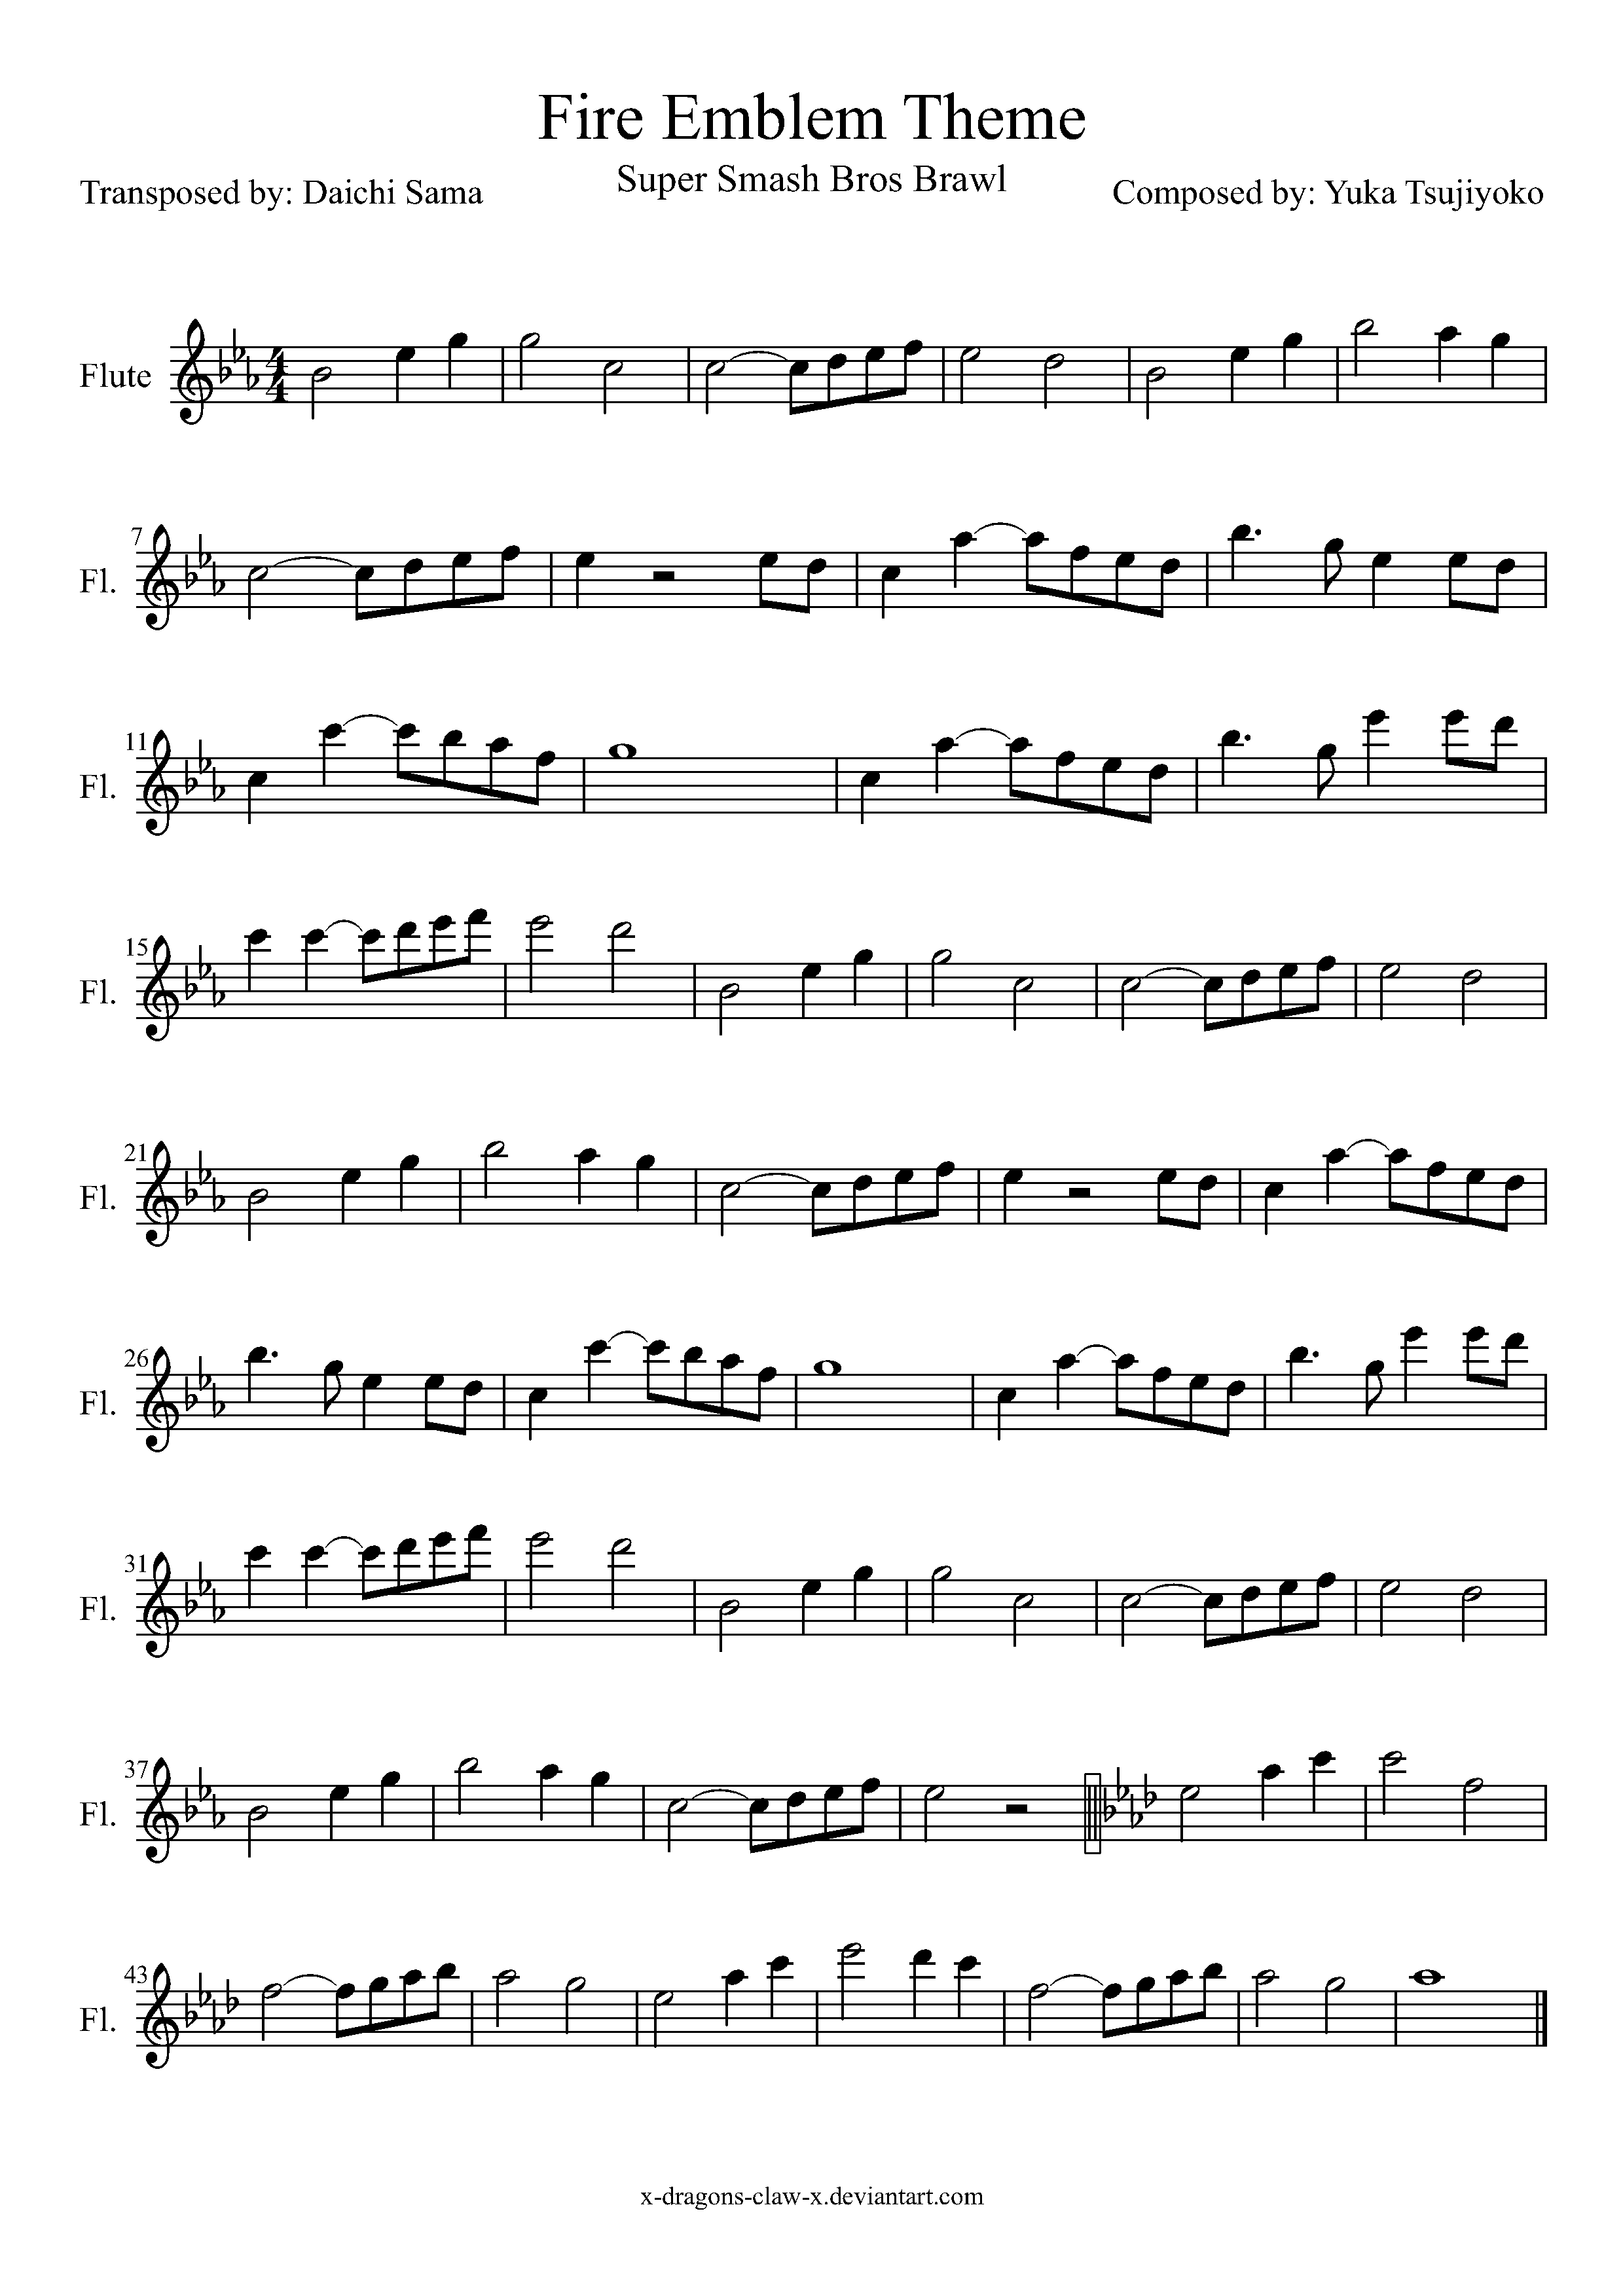 Fire Emblem Theme
Super Smash Bros Brawl
Transposed by: Daichi Sama
Composed by: Yuka Tsujiyoko
Flute
4
4
7
Fl.
11
Fl.
15
Fl.
21
Fl.
26
Fl.
31
Fl.
37
Fl.
43
Fl.
x-dragons-claw-x.deviantart.com